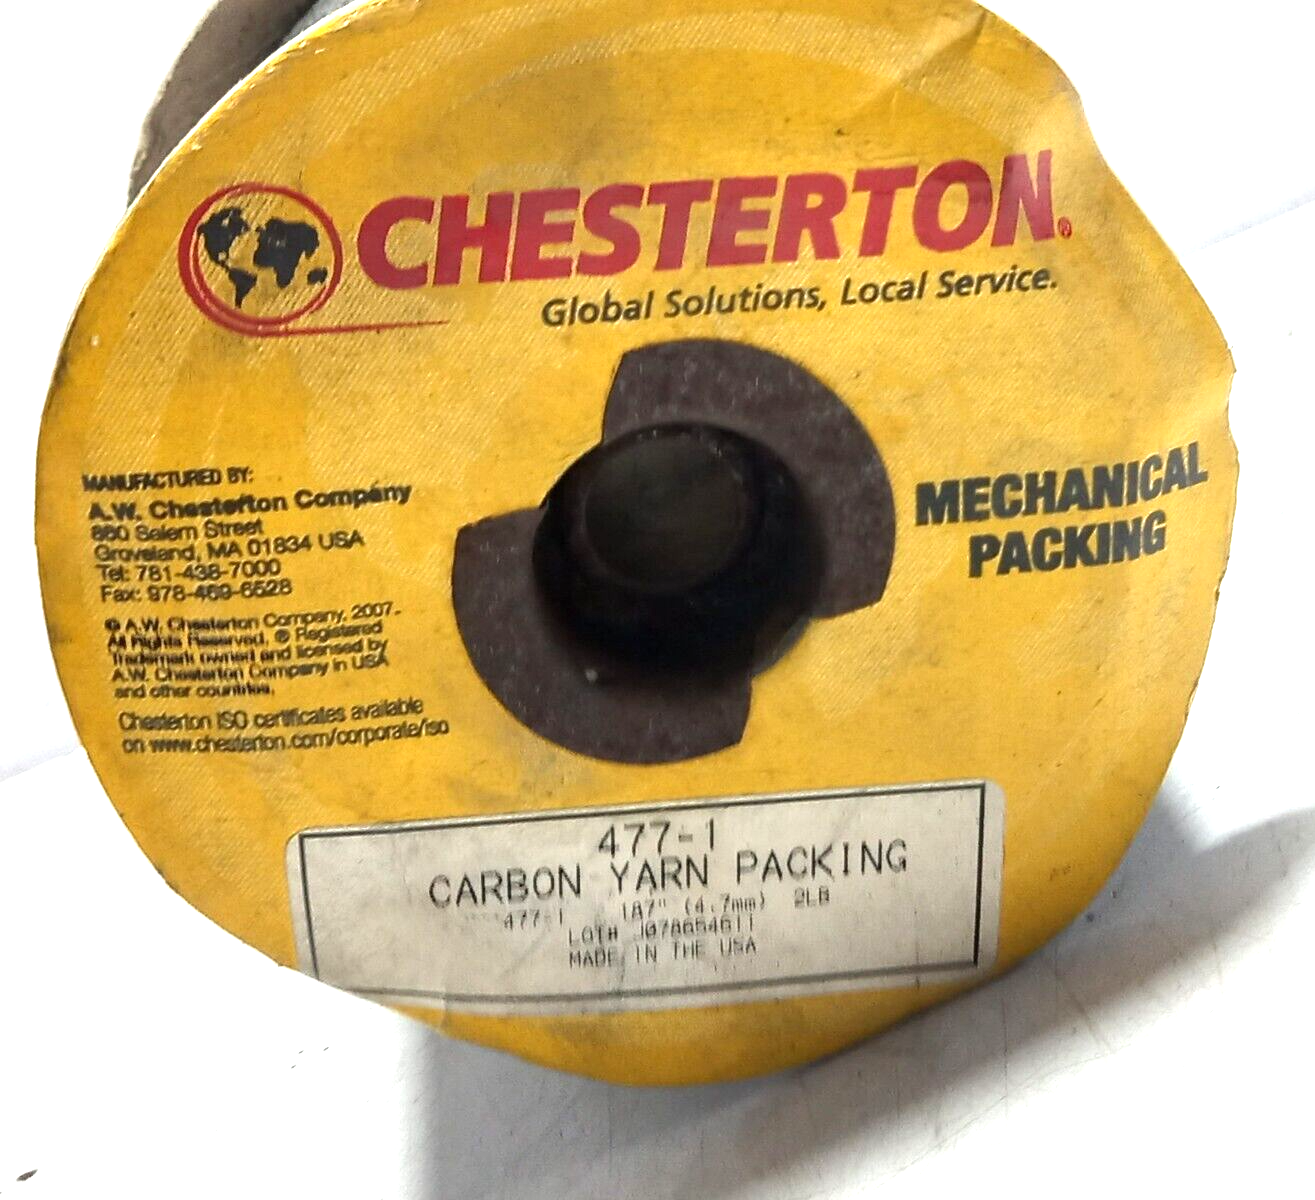 CHESTERTON®
Global Solutions, Local Service.
MECHANICAL
PACKING
MANUFACTURED BY:
A.W. Chesterton Company
860 Salem Street
Groveland, MA 01834 USA
Tel: 781-438-7000
Fax: 978-469-6528
© A.W. Chesterton Company, 2007.
All Rights Reserved. ® Registered
Trademark owned and licensed by
A.W. Chesterton Company in USA
and other countries.
Chesterton ISO certificates available
on www.chesterton.com/corporate/iso
477-1
CARBON YARN PACKING
477-1 .187" (4.7mm) 2LB
LOT# J078654611
MADE IN THE USA